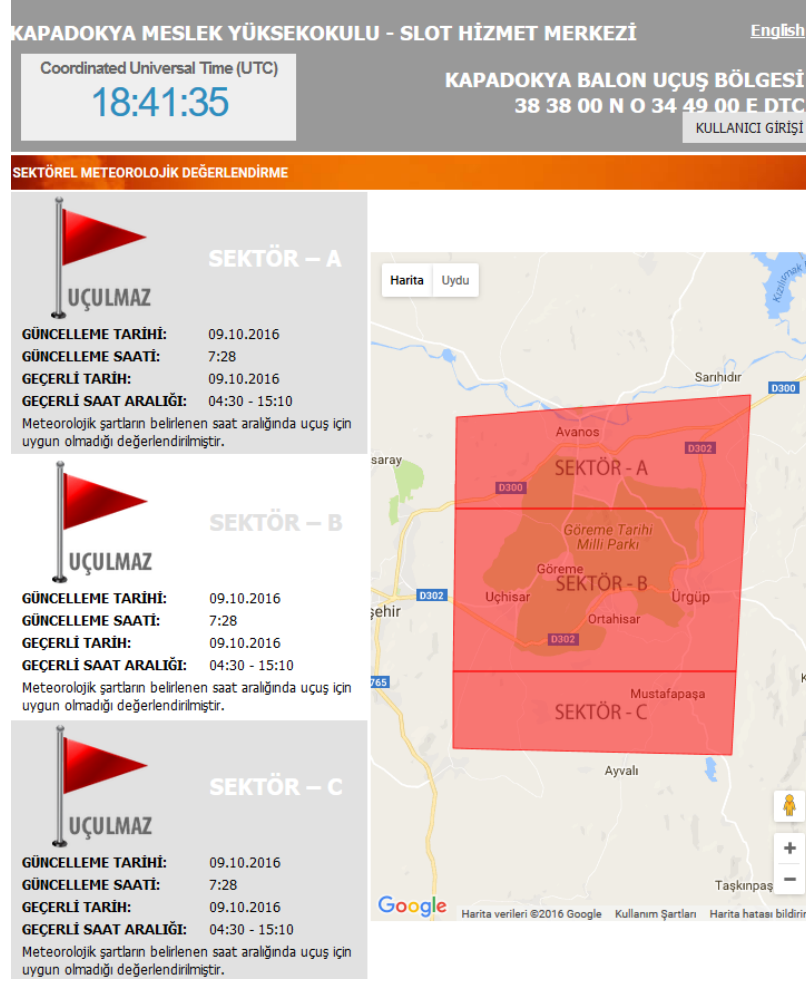 KAPADOKYA MESLEK YÜKSEKOKULU - SLOT HİZMET MERKEZİ
English
Coordinated Universal Time (UTC)
18:41:35
KAPADOKYA BALON UÇUŞ BÖLGESİ
38 38 00 N O 34 49 00 E DTC
KULLANICI GİRİŞİ
SEKTÖREL METEOROLOJİK DEĞERLENDİRME
UÇULMAZ
SEKTÖR – A
GÜNCELLEME TARİHİ: 09.10.2016
GÜNCELLEME SAATİ: 7:28
GEÇERLİ TARİH: 09.10.2016
GEÇERLİ SAAT ARALIĞI: 04:30 - 15:10
Meteorolojik şartların belirlenen saat aralığında uçuş için
uygun olmadığı değerlendirilmiştir.
UÇULMAZ
SEKTÖR – B
GÜNCELLEME TARİHİ: 09.10.2016
GÜNCELLEME SAATİ: 7:28
GEÇERLİ TARİH: 09.10.2016
GEÇERLİ SAAT ARALIĞI: 04:30 - 15:10
Meteorolojik şartların belirlenen saat aralığında uçuş için
uygun olmadığı değerlendirilmiştir.
UÇULMAZ
SEKTÖR – C
GÜNCELLEME TARİHİ: 09.10.2016
GÜNCELLEME SAATİ: 7:28
GEÇERLİ TARİH: 09.10.2016
GEÇERLİ SAAT ARALIĞI: 04:30 - 15:10
Meteorolojik şartların belirlenen saat aralığında uçuş için
uygun olmadığı değerlendirilmiştir.
Harita Uydu
Sarıhıdır
D300
Avanos
D302
saray
SEKTÖR - A
D300
Göreme Tarihi
Milli Parkı
Göreme
SEKTÖR - B
D302
Uçhisar
Ürgüp
şehir
Ortahisar
D302
765
Mustafapaşa
SEKTÖR - C
Ayvalı
Taşkınpaş
Google
Harita verileri ©2016 Google Kullanım Şartları Harita hatası bildirir